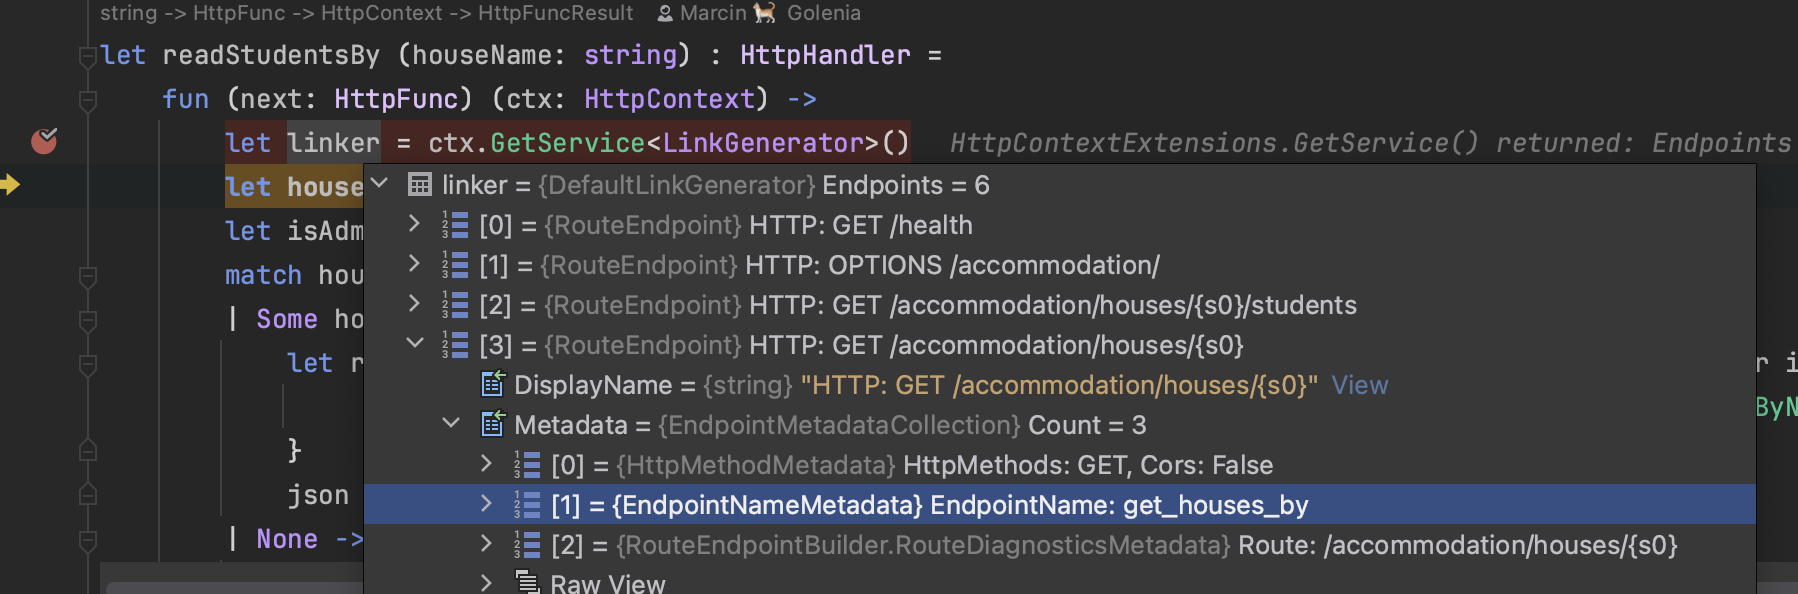 string -> HttpFunc -> HttpContext -> HttpFuncResult Marcin 🐈 Golenia
let readStudentsBy (houseName: string) : HttpHandler =
fun (next: HttpFunc) (ctx: HttpContext) ->
let linker = ctx.GetService<LinkGenerator>() HttpContextExtensions.GetService() returned: Endpoints
let house
linker = {DefaultLinkGenerator} Endpoints = 6
[0] = {RouteEndpoint} HTTP: GET /health
let isAdm
[1] = {RouteEndpoint} HTTP: OPTIONS /accommodation/
match hou
[2] = {RouteEndpoint} HTTP: GET /accommodation/houses/{s0}/students
| Some ho
[3] = {RouteEndpoint} HTTP: GET /accommodation/houses/{s0}
let r
r i
DisplayName = {string} "HTTP: GET /accommodation/houses/{s0}" View
ByN
Metadata = {EndpointMetadataCollection} Count = 3
}
[0] = {HttpMethodMetadata} HttpMethods: GET, Cors: False
json
[1] = {EndpointNameMetadata} EndpointName: get_houses_by
| None ->
[2] = {RouteEndpointBuilder.RouteDiagnosticsMetadata} Route: /accommodation/houses/{s0}
Raw View